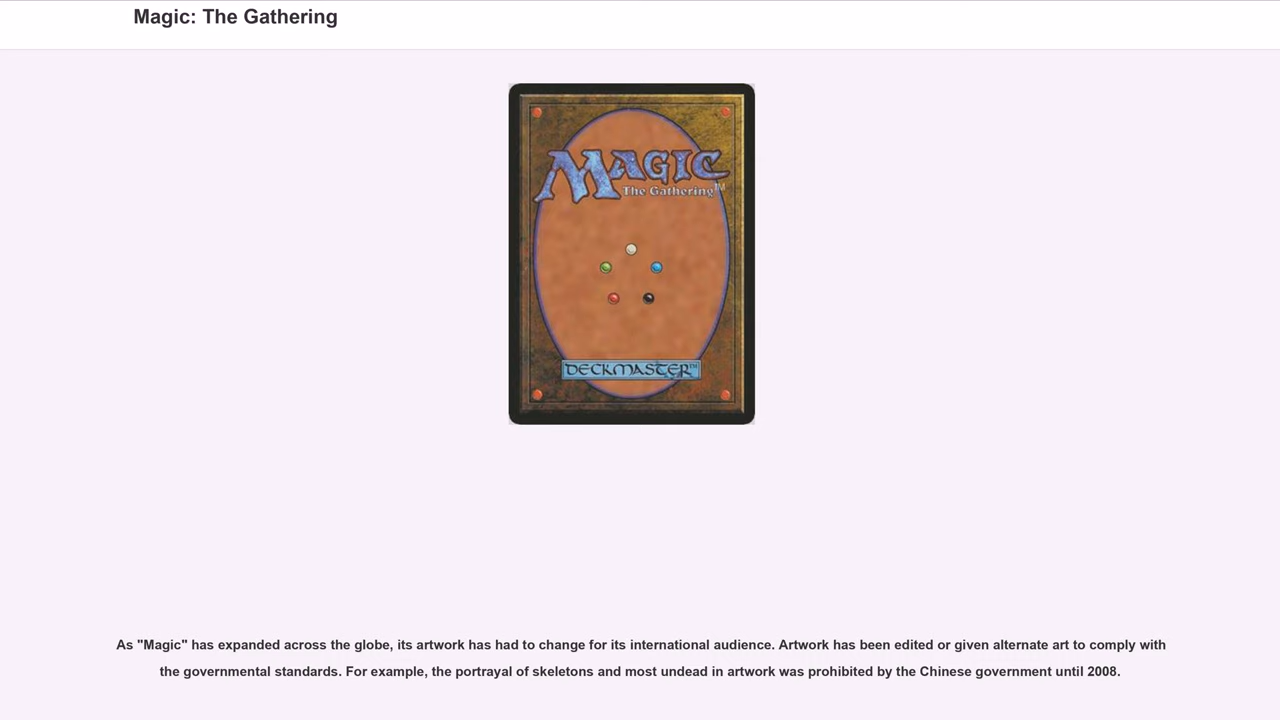 Magic: The Gathering
MAGIC
The Gathering™
DECKMASTER™
As "Magic" has expanded across the globe, its artwork has had to change for its international audience. Artwork has been edited or given alternate art to comply with
the governmental standards. For example, the portrayal of skeletons and most undead in artwork was prohibited by the Chinese government until 2008.